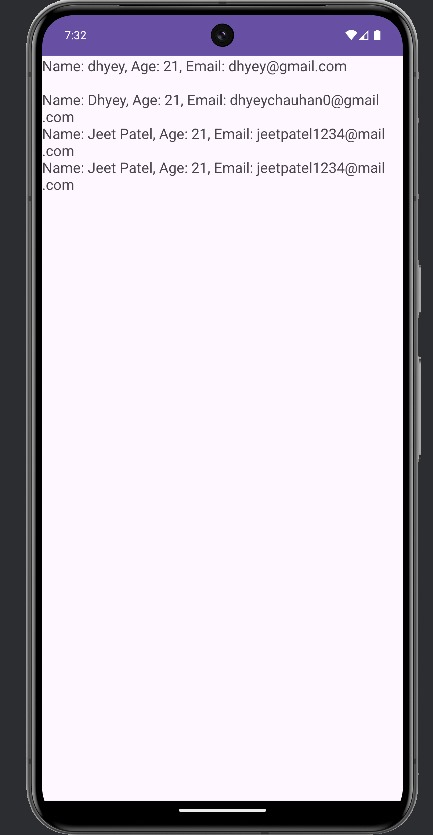 7:32
Name: dhyey, Age: 21, Email: dhyey@gmail.com
Name: Dhyey, Age: 21, Email: dhyeychauhan0@gmail
.com
Name: Jeet Patel, Age: 21, Email: jeetpatel1234@mail
.com
Name: Jeet Patel, Age: 21, Email: jeetpatel1234@mail
.com